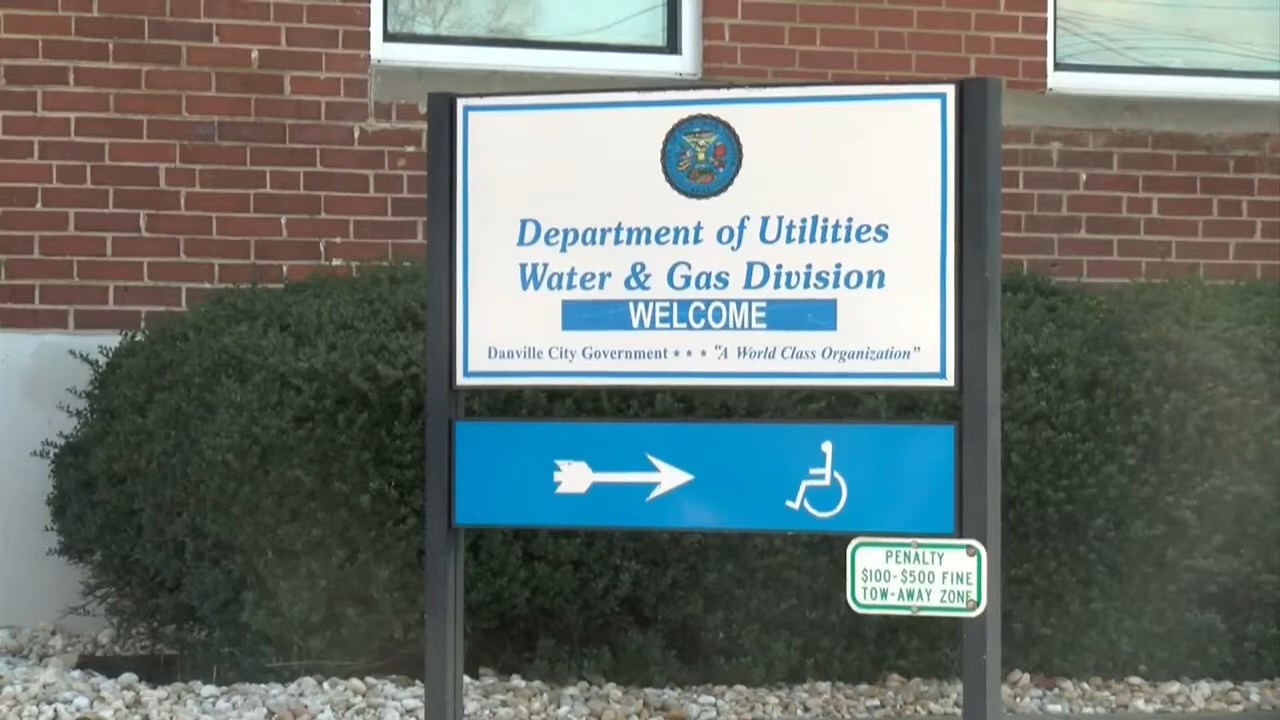 Department of Utilities
Water & Gas Division
WELCOME
Danville City Government * * * "A World Class Organization"
PENALTY
$100-$500 FINE
TOW-AWAY ZONE